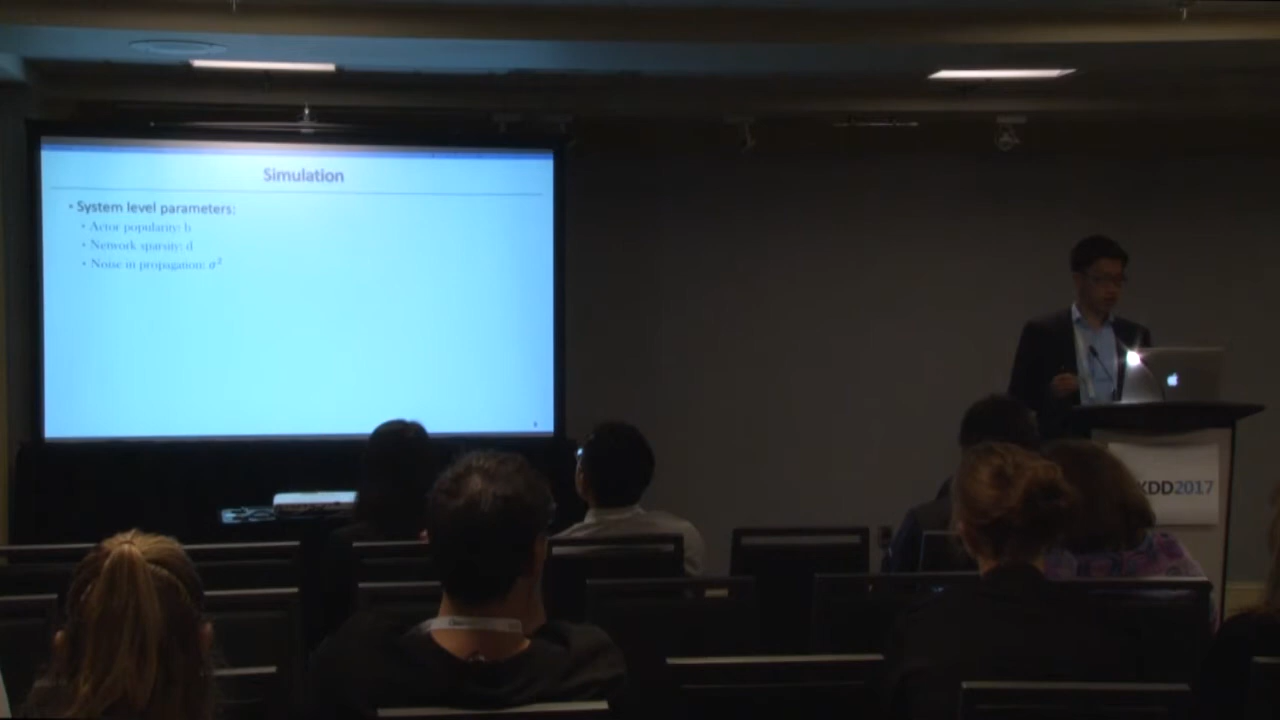 Simulation
• System level parameters:
• Actor popularity: b
• Network sparsity: d
• Noise in propagation: σ²
KDD2017